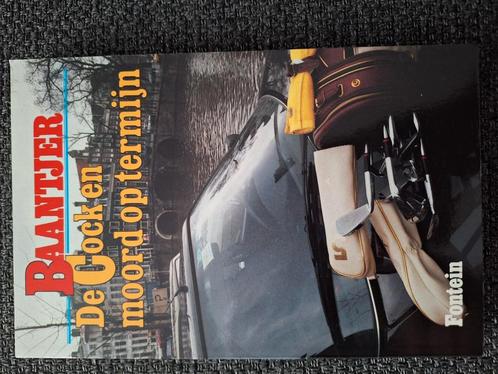 BAANTJER
De Cock en
moord op termijn
Fontein